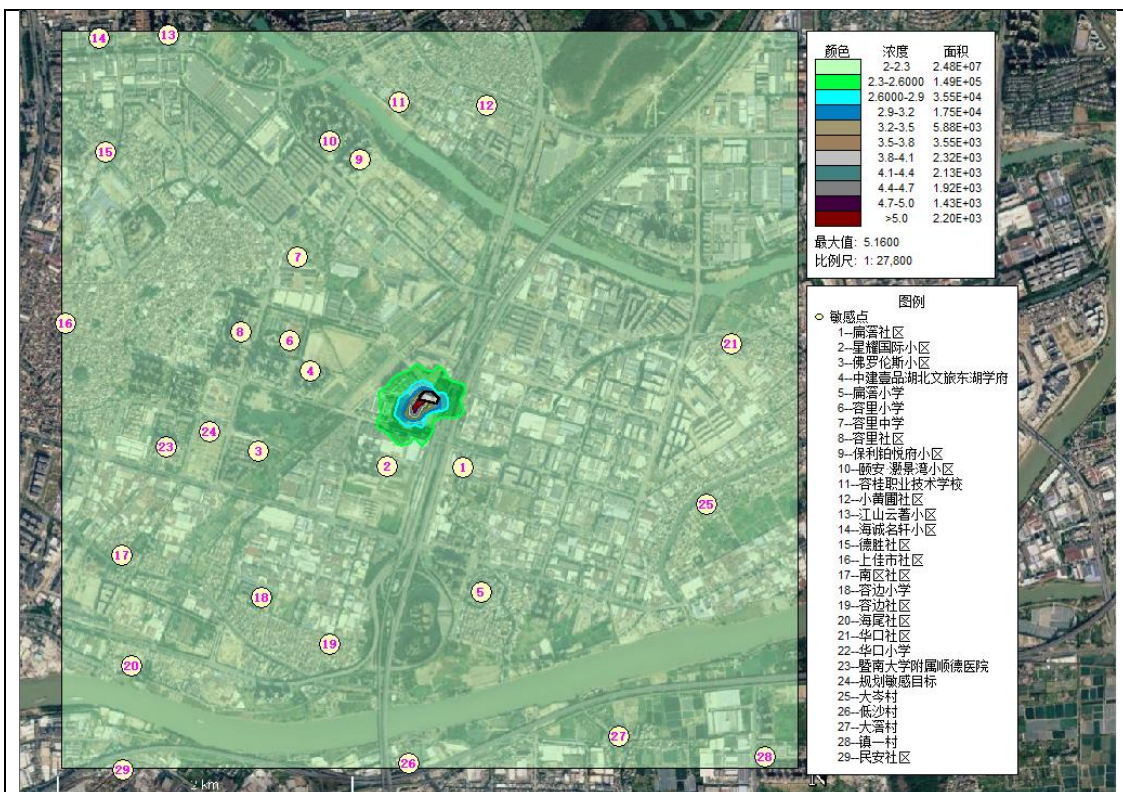 颜色 浓度 面积
2-2.3 2.48E+07
2.3-2.6000 1.49E+05
2.6000-2.9 3.55E+04
2.9-3.2 1.75E+04
3.2-3.5 5.88E+03
3.5-3.8 3.55E+03
3.8-4.1 2.32E+03
4.1-4.4 2.13E+03
4.4-4.7 1.92E+03
4.7-5.0 1.43E+03
>5.0 2.20E+03
最大值: 5.1600
比例尺: 1: 27,800
图例
敏感点
1--扁滘社区
2--星耀国际小区
3--佛罗伦斯小区
4--中建壹品湖北文旅东湖学府
5--扁滘小学
6--容里小学
7--容里中学
8--容里社区
9--保利铂悦府小区
10--颐安·灏景湾小区
11--容桂职业技术学校
12--小黄圃社区
13--江山云著小区
14--海诚名轩小区
15--德胜社区
16--上佳市社区
17--南区社区
18--容边小学
19--容边社区
20--海尾社区
21--华口社区
22--华口小学
23--暨南大学附属顺德医院
24--规划敏感目标
25--大岑村
26--低沙村
27--大滘村
28--镇一村
29--民安社区
14
13
11
12
10
9
15
7
16
8
6
21
4
24
23
3
2
1
25
17
18
5
19
20
27
28
26
29
2 km